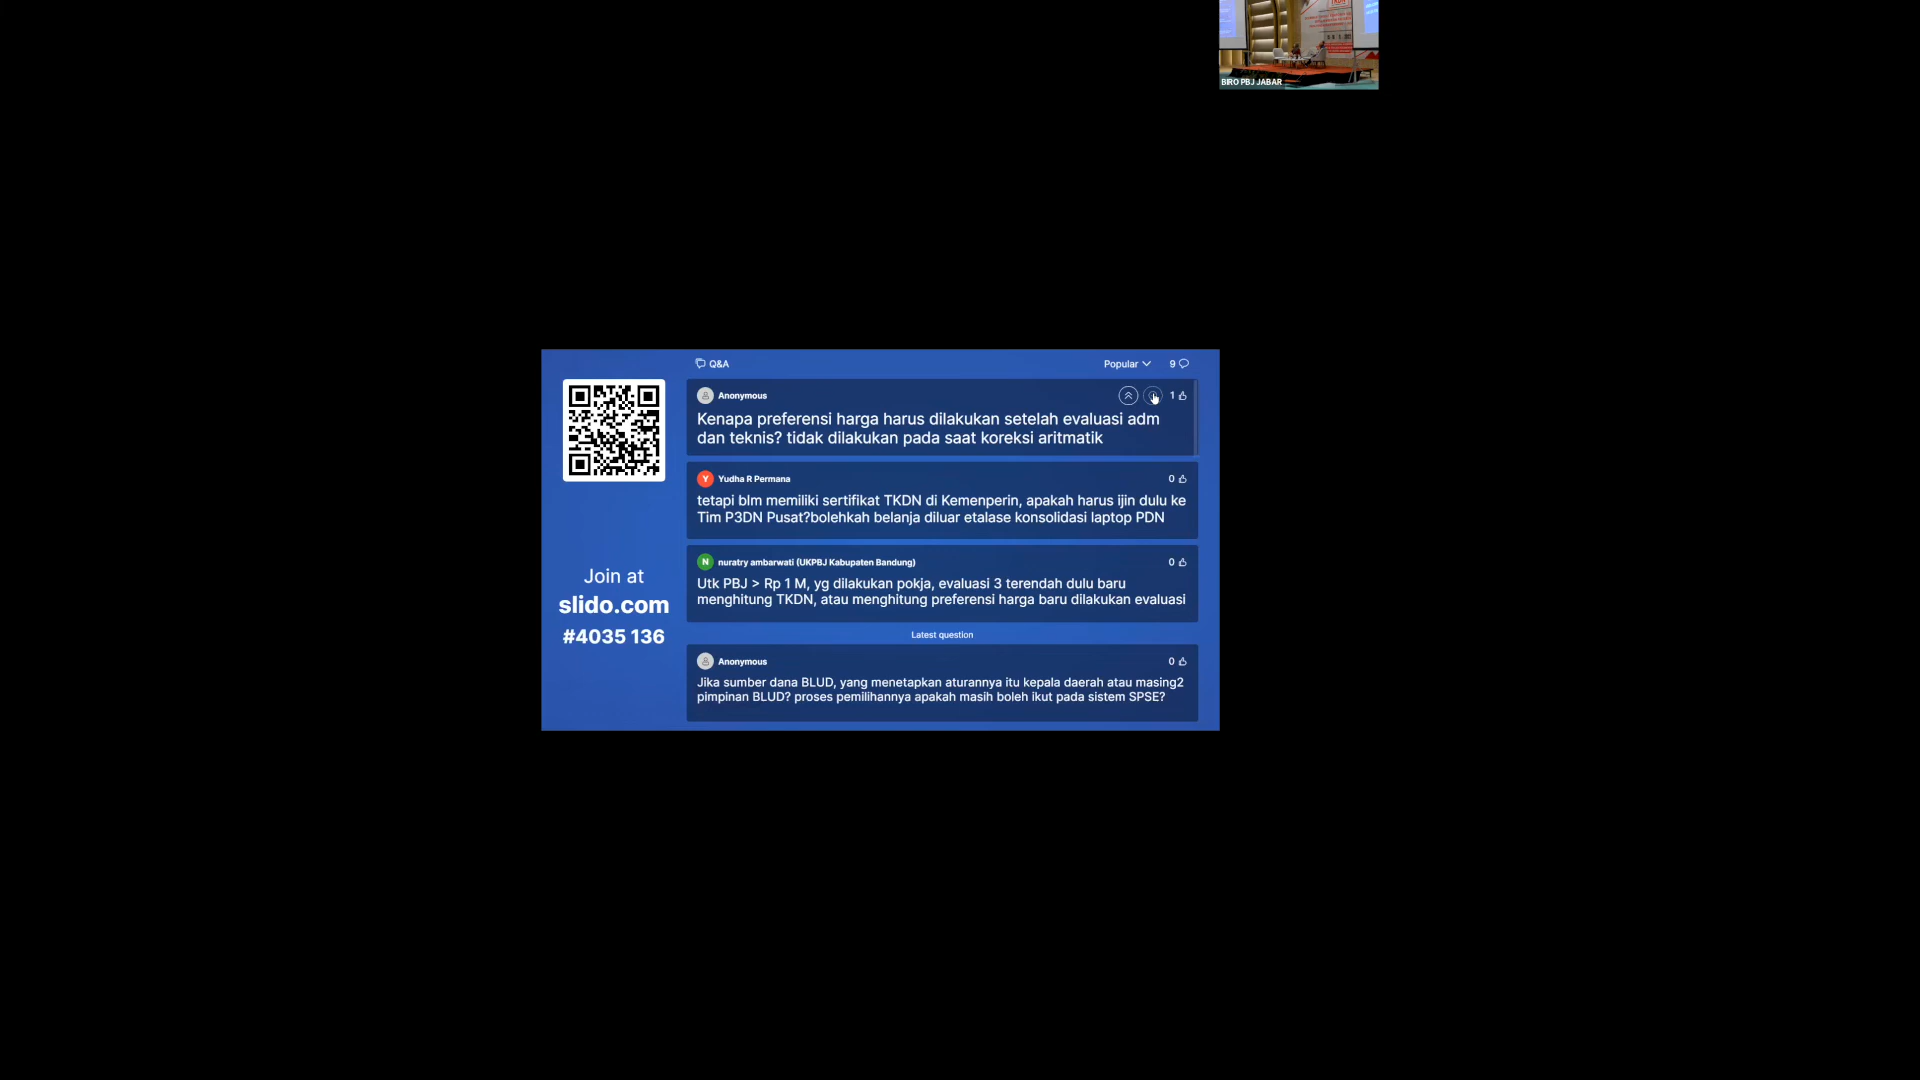 TKDN
BIRO PBJ JABAR
Q&A
Popular
9
Anonymous
1
Kenapa preferensi harga harus dilakukan setelah evaluasi adm
dan teknis? tidak dilakukan pada saat koreksi aritmatik
Y
Yudha R Permana
0
tetapi blm memiliki sertifikat TKDN di Kemenperin, apakah harus ijin dulu ke
Tim P3DN Pusat?bolehkah belanja diluar etalase konsolidasi laptop PDN
N
nuratry ambarwati (UKPBJ Kabupaten Bandung)
0
Utk PBJ > Rp 1 M, yg dilakukan pokja, evaluasi 3 terendah dulu baru
menghitung TKDN, atau menghitung preferensi harga baru dilakukan evaluasi
Latest question
Anonymous
0
Jika sumber dana BLUD, yang menetapkan aturannya itu kepala daerah atau masing2
pimpinan BLUD? proses pemilihannya apakah masih boleh ikut pada sistem SPSE?
Join at
slido.com
#4035 136